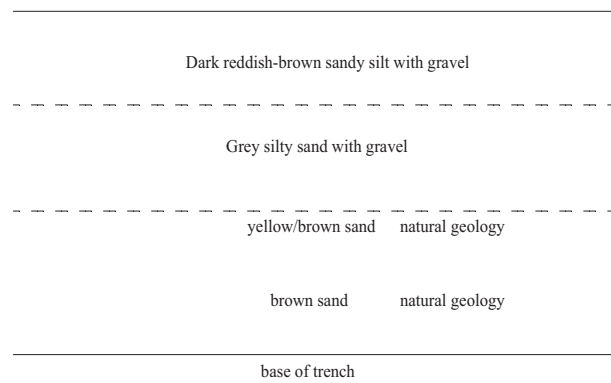 Dark reddish-brown sandy silt with gravel
Grey silty sand with gravel
yellow/brown sand natural geology
brown sand natural geology
base of trench